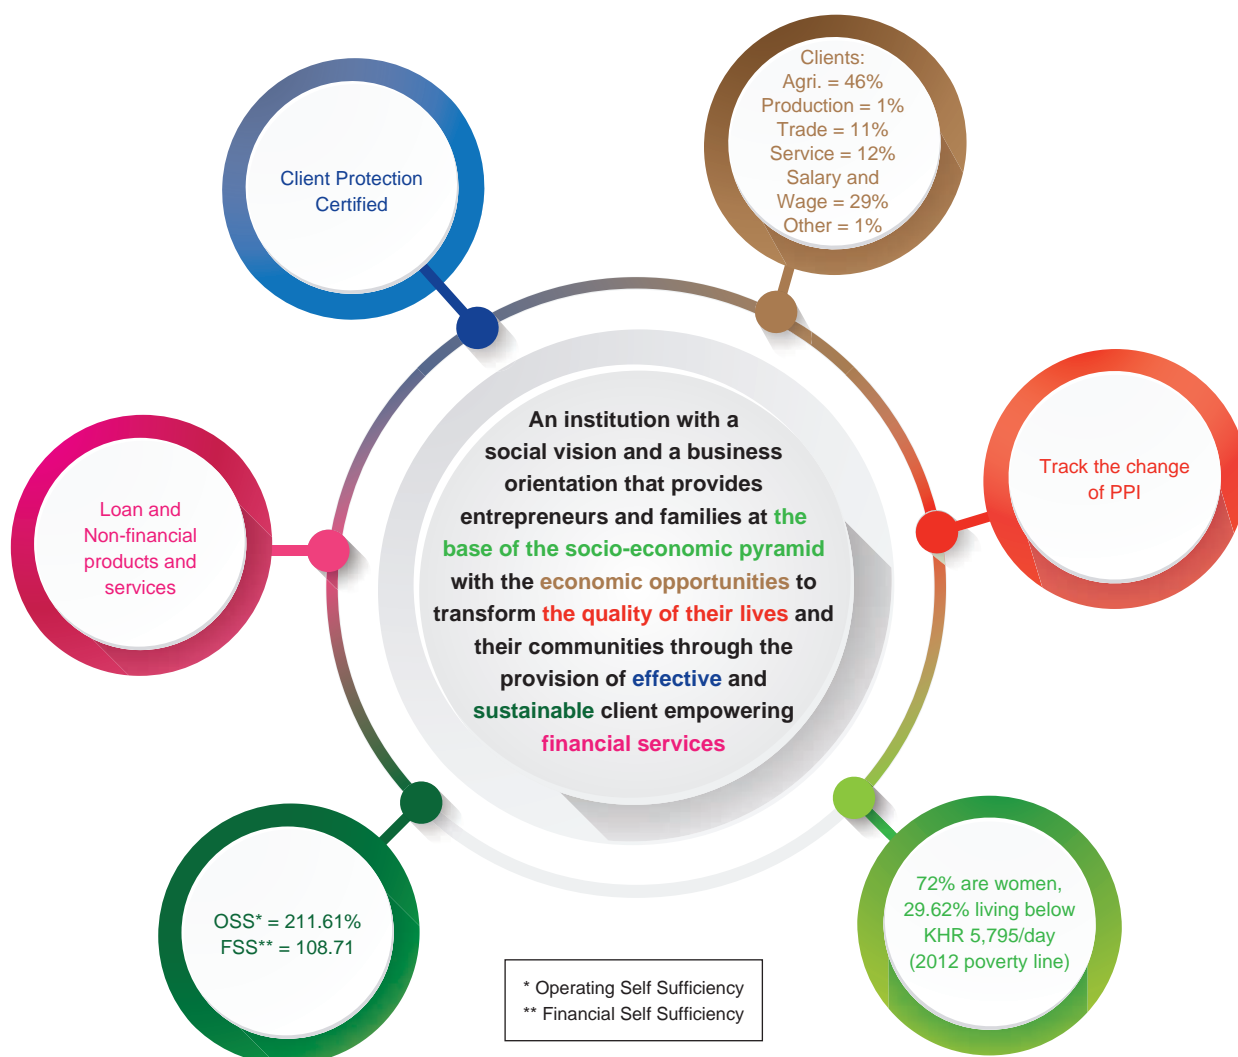 Clients:
Agri. = 46%
Production = 1%
Trade = 11%
Service = 12%
Salary and
Wage = 29%
Other = 1%
Client Protection
Certified
Track the change
of PPI
Loan and
Non-financial
products and
services
An institution with a
social vision and a business
orientation that provides
entrepreneurs and families at the
base of the socio-economic pyramid
with the economic opportunities to
transform the quality of their lives and
their communities through the
provision of effective and
sustainable client empowering
financial services
OSS* = 211.61%
FSS** = 108.71
72% are women,
29.62% living below
KHR 5,795/day
(2012 poverty line)
* Operating Self Sufficiency
** Financial Self Sufficiency